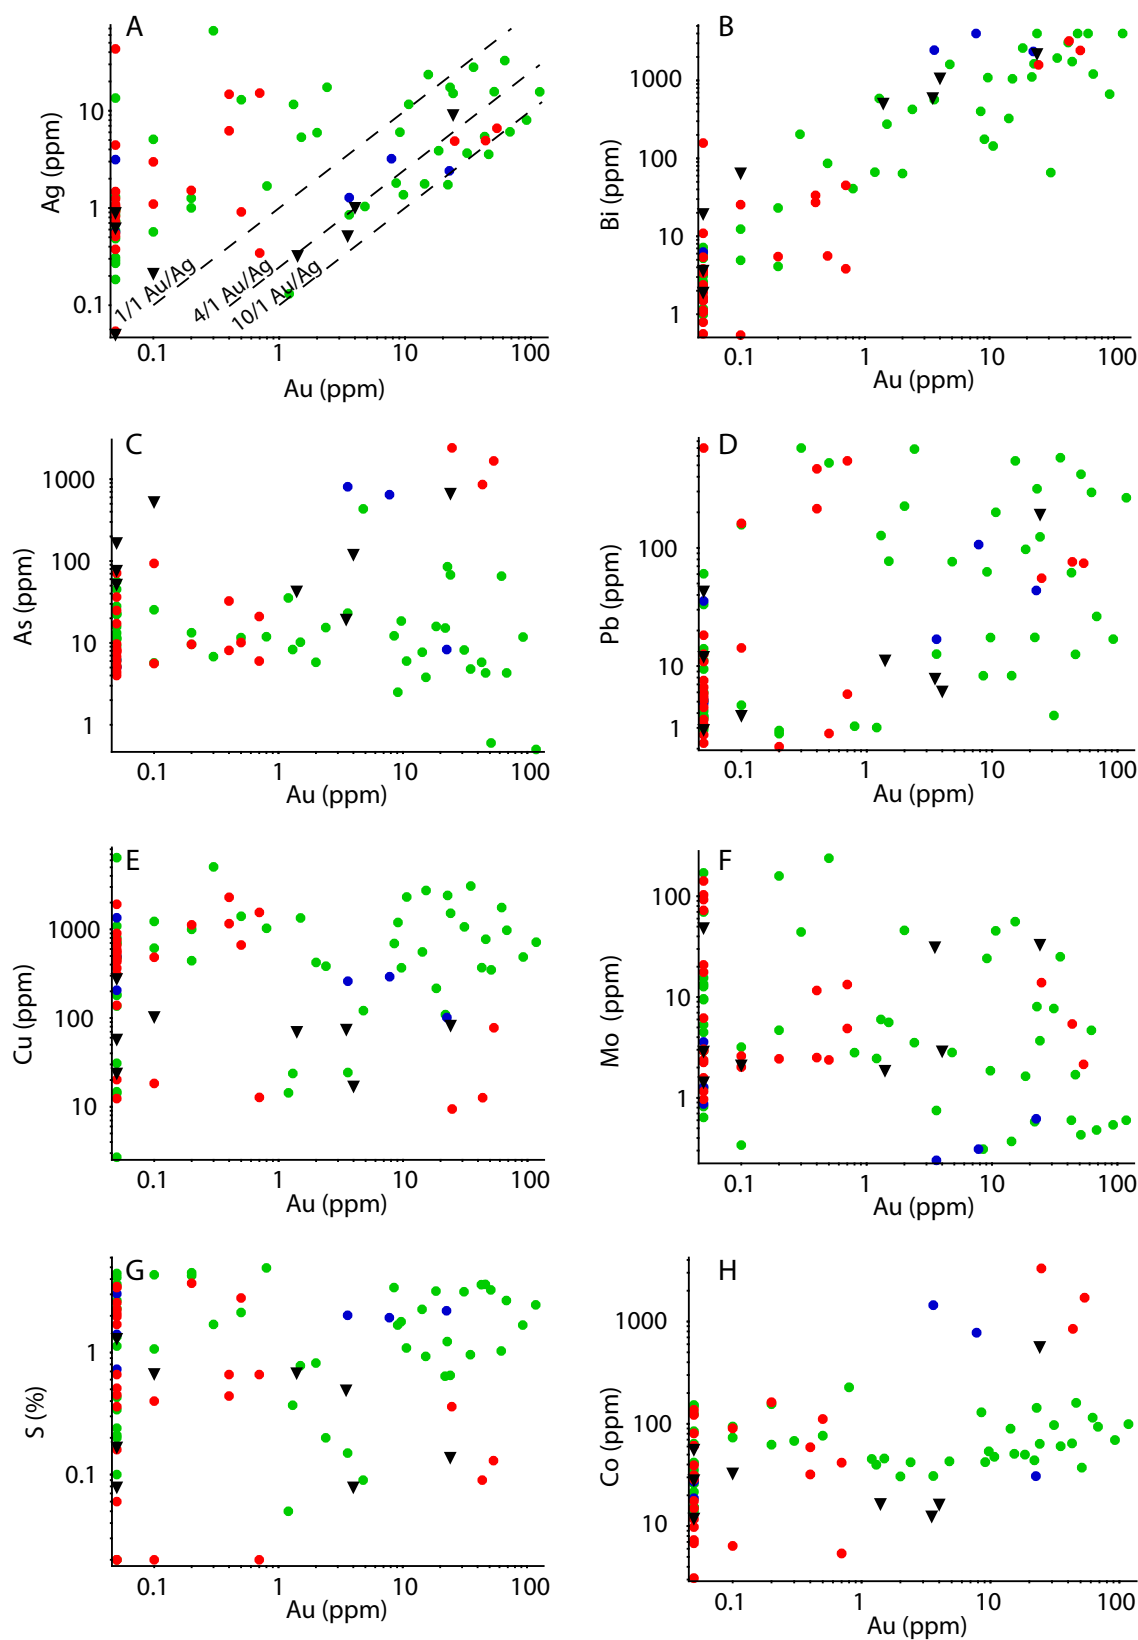 A
Ag (ppm)
10
1
0.1
1/1 Au/Ag
4/1 Au/Ag
10/1 Au/Ag
0.1 1 10 100
Au (ppm)
B
Bi (ppm)
1000
100
10
1
0.1 1 10 100
Au (ppm)
C
As (ppm)
1000
100
10
1
0.1 1 10 100
Au (ppm)
D
Pb (ppm)
100
10
1
0.1 1 10 100
Au (ppm)
E
Cu (ppm)
1000
100
10
0.1 1 10 100
Au (ppm)
F
Mo (ppm)
100
10
1
0.1 1 10 100
Au (ppm)
G
S (%)
1
0.1
0.1 1 10 100
Au (ppm)
H
Co (ppm)
1000
100
10
0.1 1 10 100
Au (ppm)